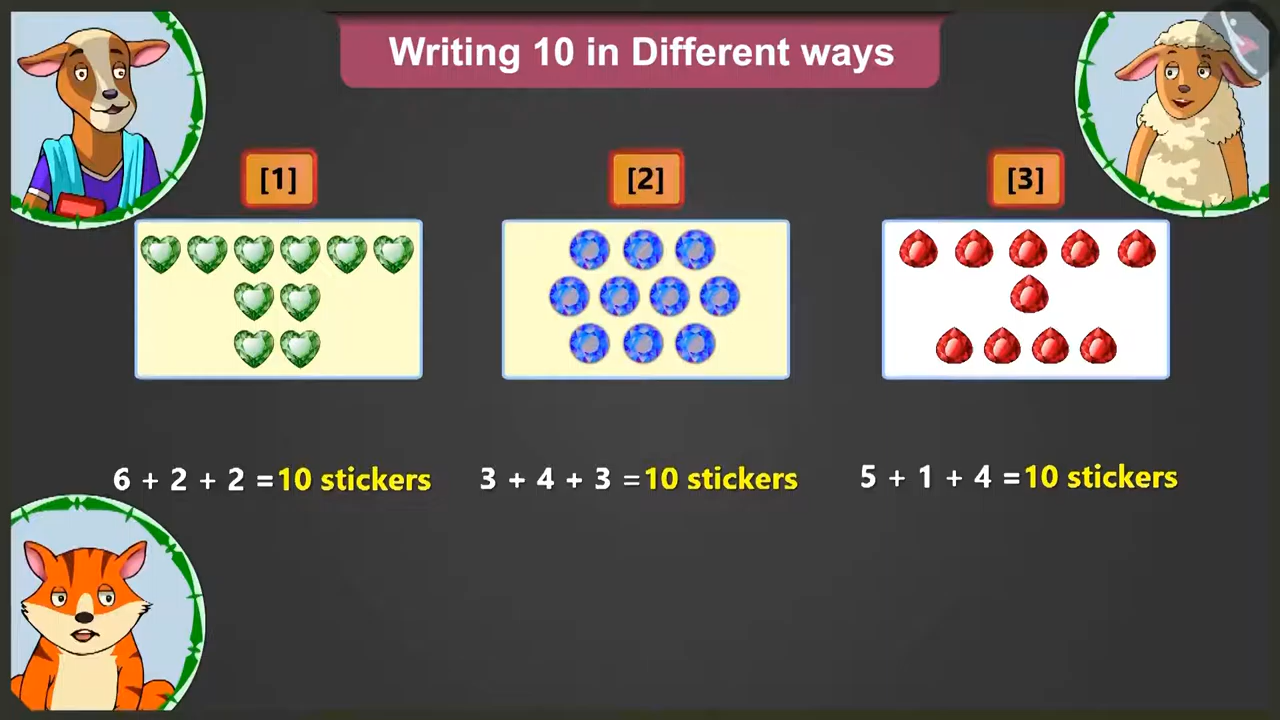 Writing 10 in Different ways
[1]
[2]
[3]
6 + 2 + 2 =10 stickers
3 + 4 + 3 =10 stickers
5 + 1 + 4 =10 stickers